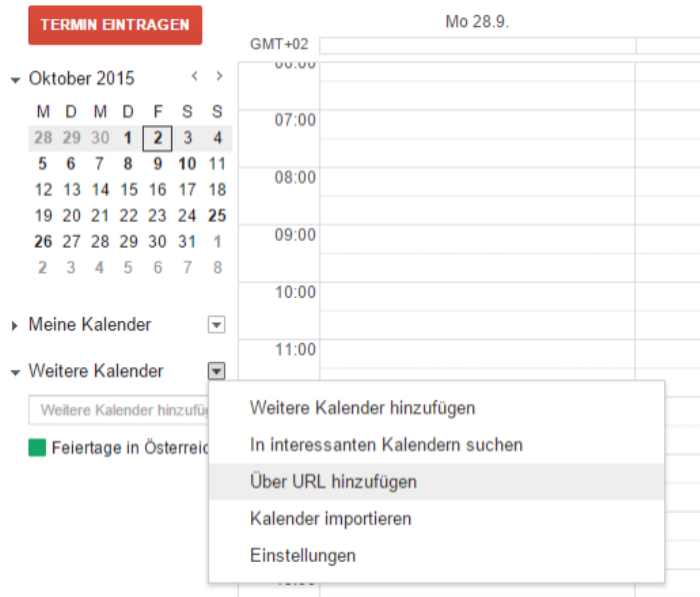 TERMIN EINTRAGEN
Mo 28.9.
GMT+02
Oktober 2015 < >
M D M D F S S
28 29 30 1 2 3 4
5 6 7 8 9 10 11
12 13 14 15 16 17 18
19 20 21 22 23 24 25
26 27 28 29 30 31 1
2 3 4 5 6 7 8
Meine Kalender
Weitere Kalender
Weitere Kalender hinzufü
Feiertage in Österreic
07:00
08:00
09:00
10:00
11:00
Weitere Kalender hinzufügen
In interessanten Kalendern suchen
Über URL hinzufügen
Kalender importieren
Einstellungen